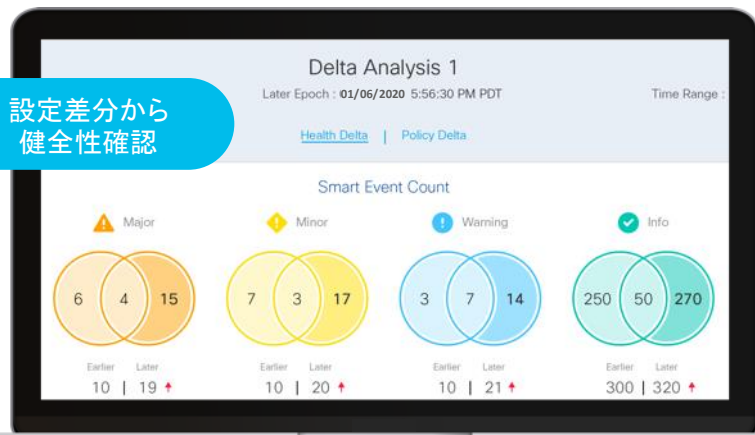 Delta Analysis 1
Later Epoch : 01/06/2020 5:56:30 PM PDT
Time Range :
設定差分から
健全性確認
Health Delta | Policy Delta
Smart Event Count
Major
Minor
Warning
Info
6 4 15
7 3 17
3 7 14
250 50 270
Earlier Later
10 | 19
Earlier Later
10 | 20
Earlier Later
10 | 21
Earlier Later
300 | 320